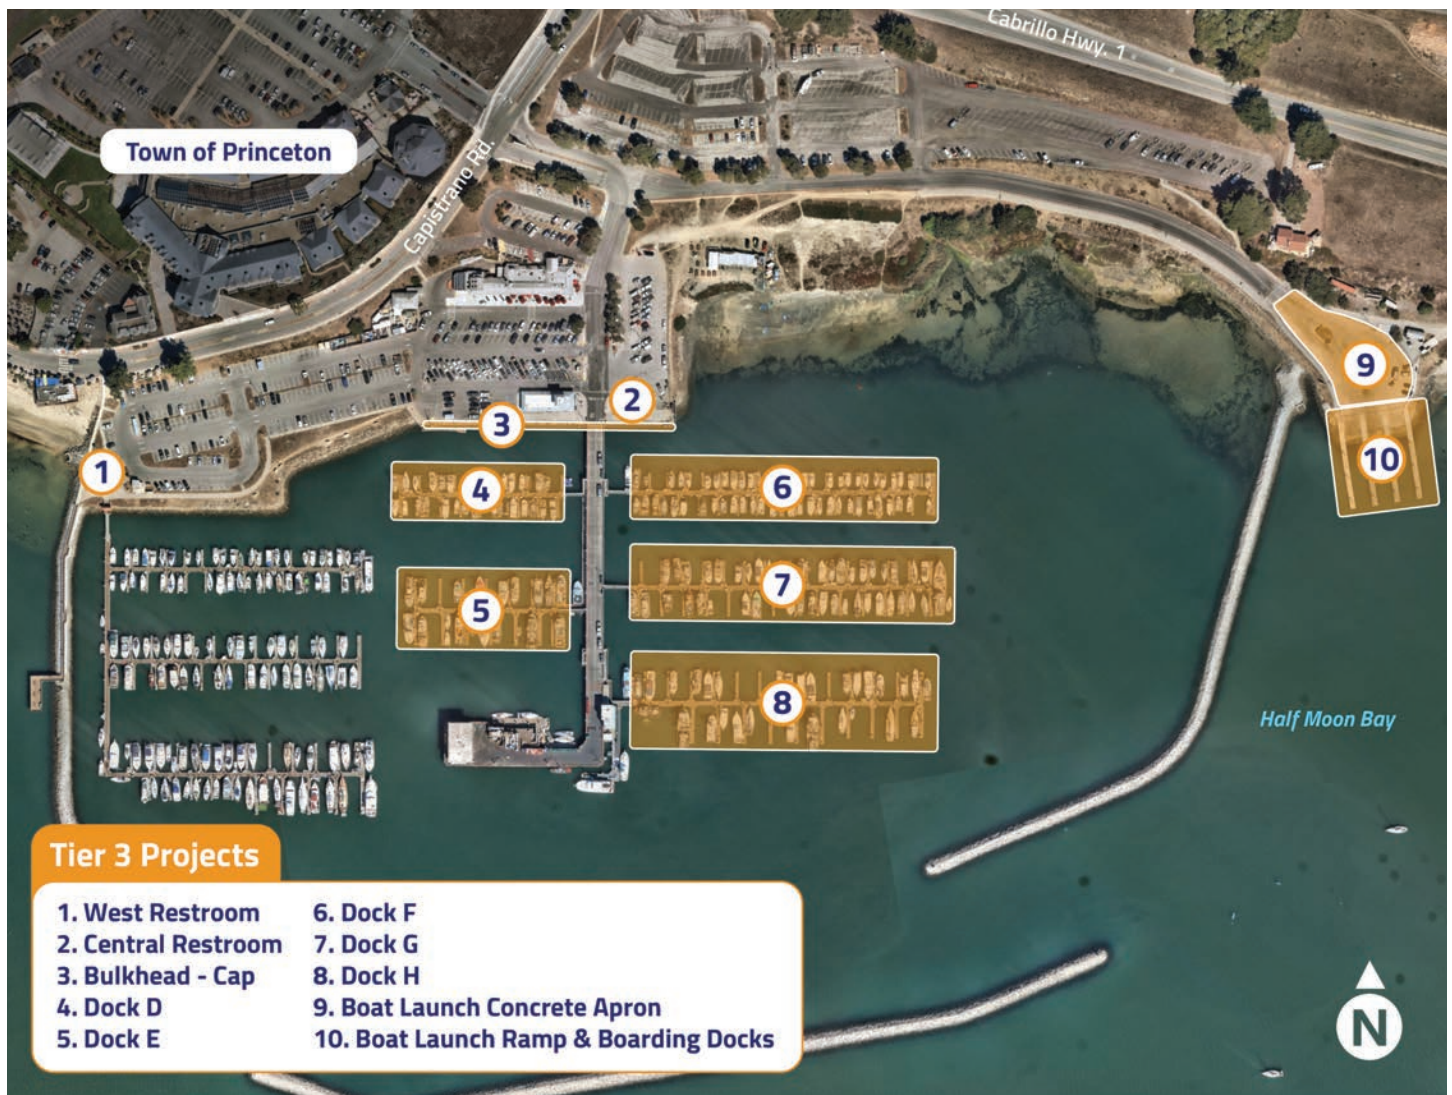 Cabrillo Hwy. 1
Town of Princeton
Capistrano Rd.
9
2
3
10
1
4
6
5
7
8
Half Moon Bay
Tier 3 Projects
1. West Restroom
2. Central Restroom
3. Bulkhead - Cap
4. Dock D
5. Dock E
6. Dock F
7. Dock G
8. Dock H
9. Boat Launch Concrete Apron
10. Boat Launch Ramp & Boarding Docks
N